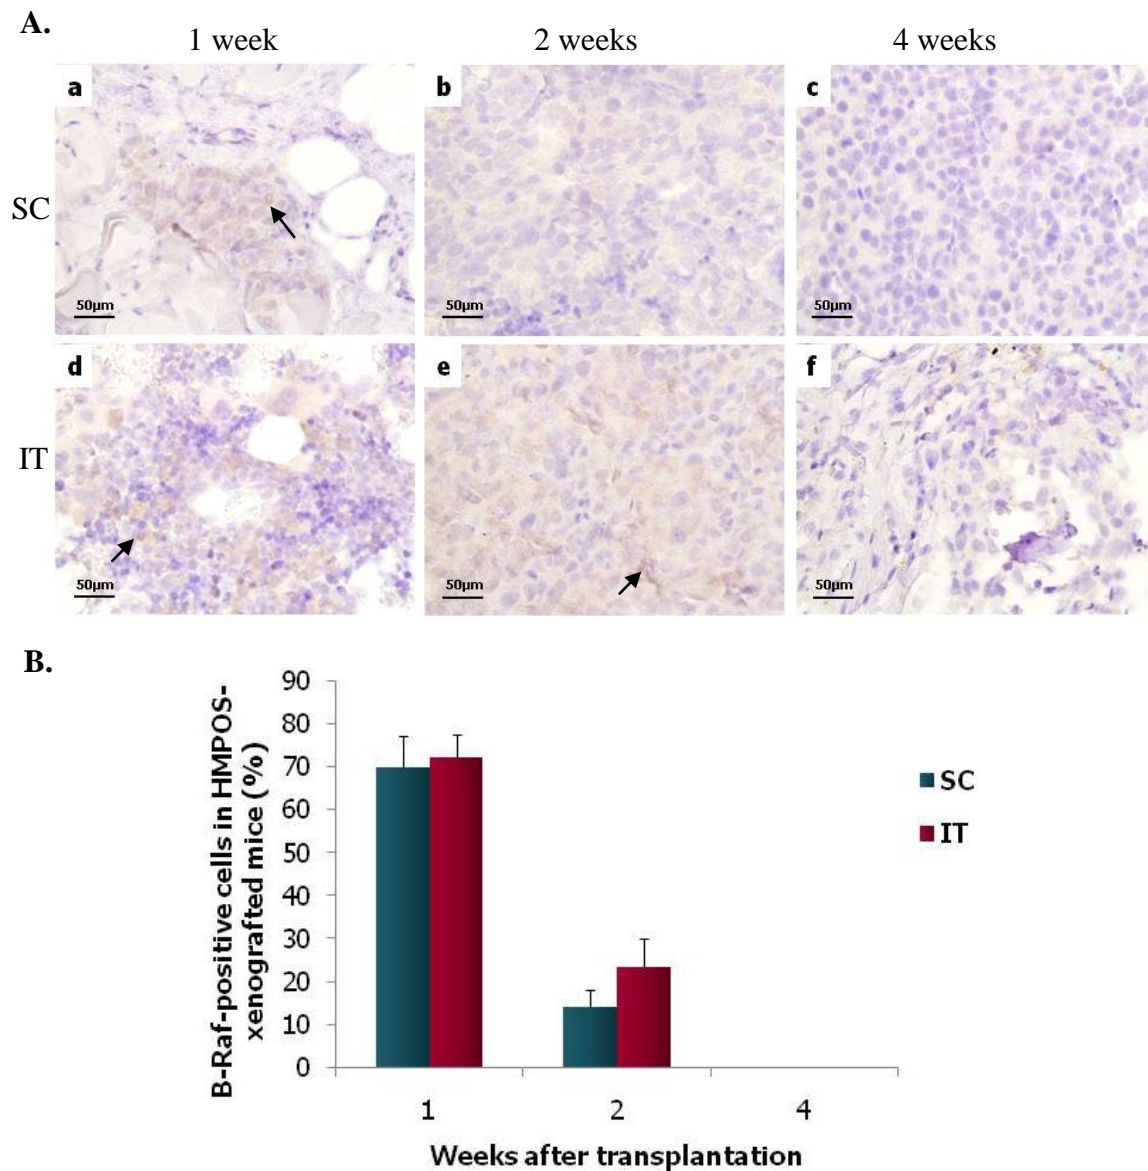 A.
1 week 2 weeks 4 weeks
a b c
SC
50µm 50µm 50µm
d e f
IT
50µm 50µm 50µm
B.
B-Raf-positive cells in HMPOS-
xenografted mice (%)
90
80
70
60
50
40
30
20
10
0
SC
IT
1 2 4
Weeks after transplantation